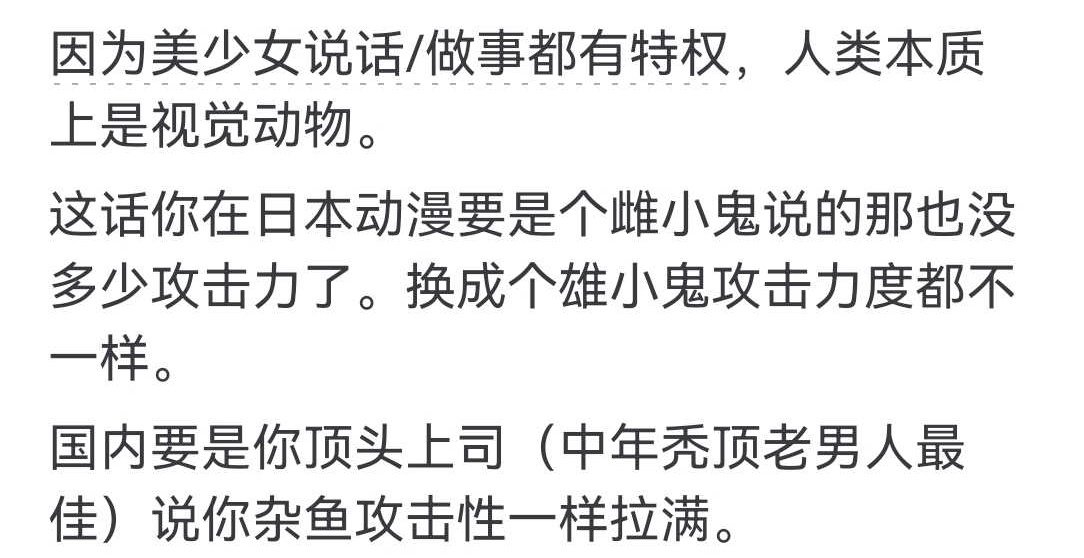 因为美少女说话/做事都有特权，人类本质
上是视觉动物。
这话你在日本动漫要是个雌小鬼说的那也没
多少攻击力了。换成个雄小鬼攻击力度都不
一样。
国内要是你顶头上司（中年秃顶老男人最
佳）说你杂鱼攻击性一样拉满。